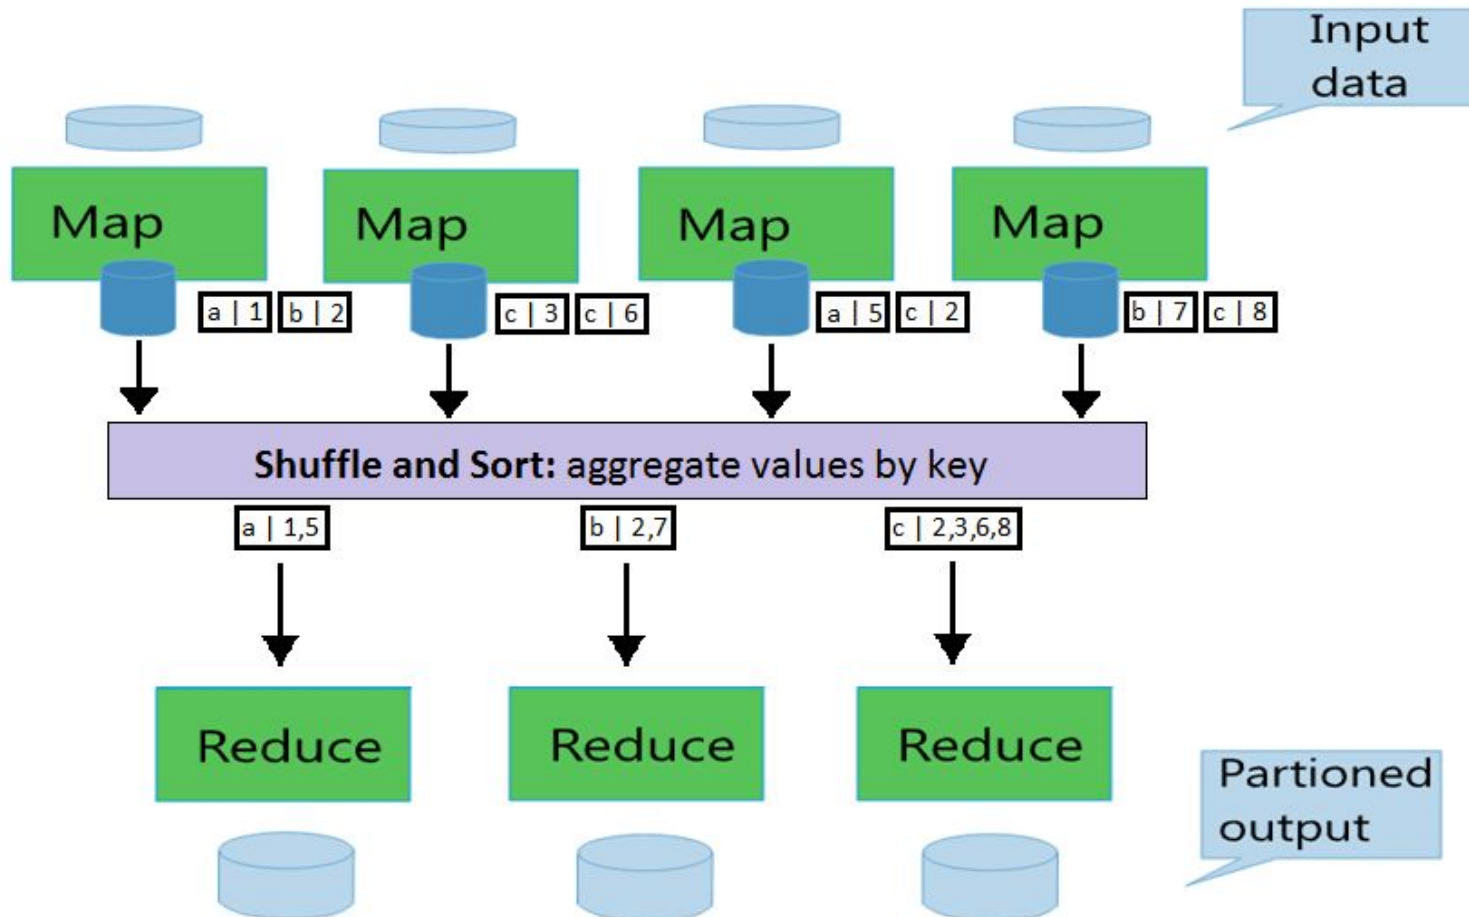 Input
data
Map
Map
Map
Map
a | 1
b | 2
c | 3
c | 6
a | 5
c | 2
b | 7
c | 8
Shuffle and Sort: aggregate values by key
a | 1,5
b | 2,7
c | 2,3,6,8
Reduce
Reduce
Reduce
Partioned
output